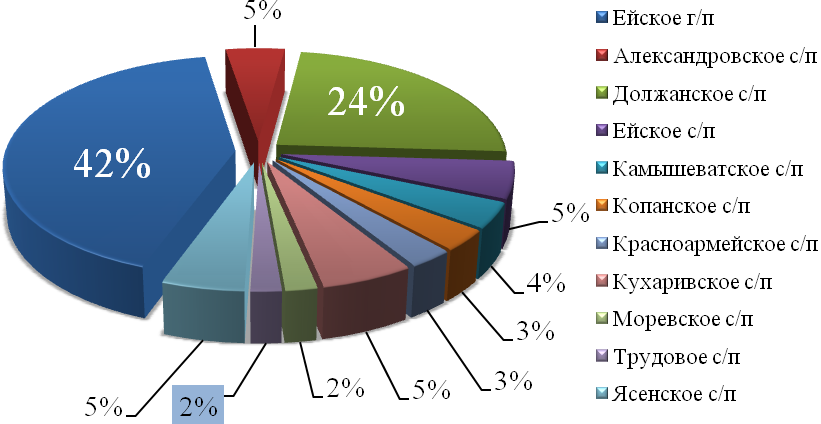 5%
24%
42%
5%
4%
3%
3%
5%
2%
2%
5%
Ейское г/п
Александровское с/п
Должанское с/п
Ейское с/п
Камышеватское с/п
Копанское с/п
Красноармейское с/п
Кухаривское с/п
Моревское с/п
Трудовое с/п
Ясенское с/п